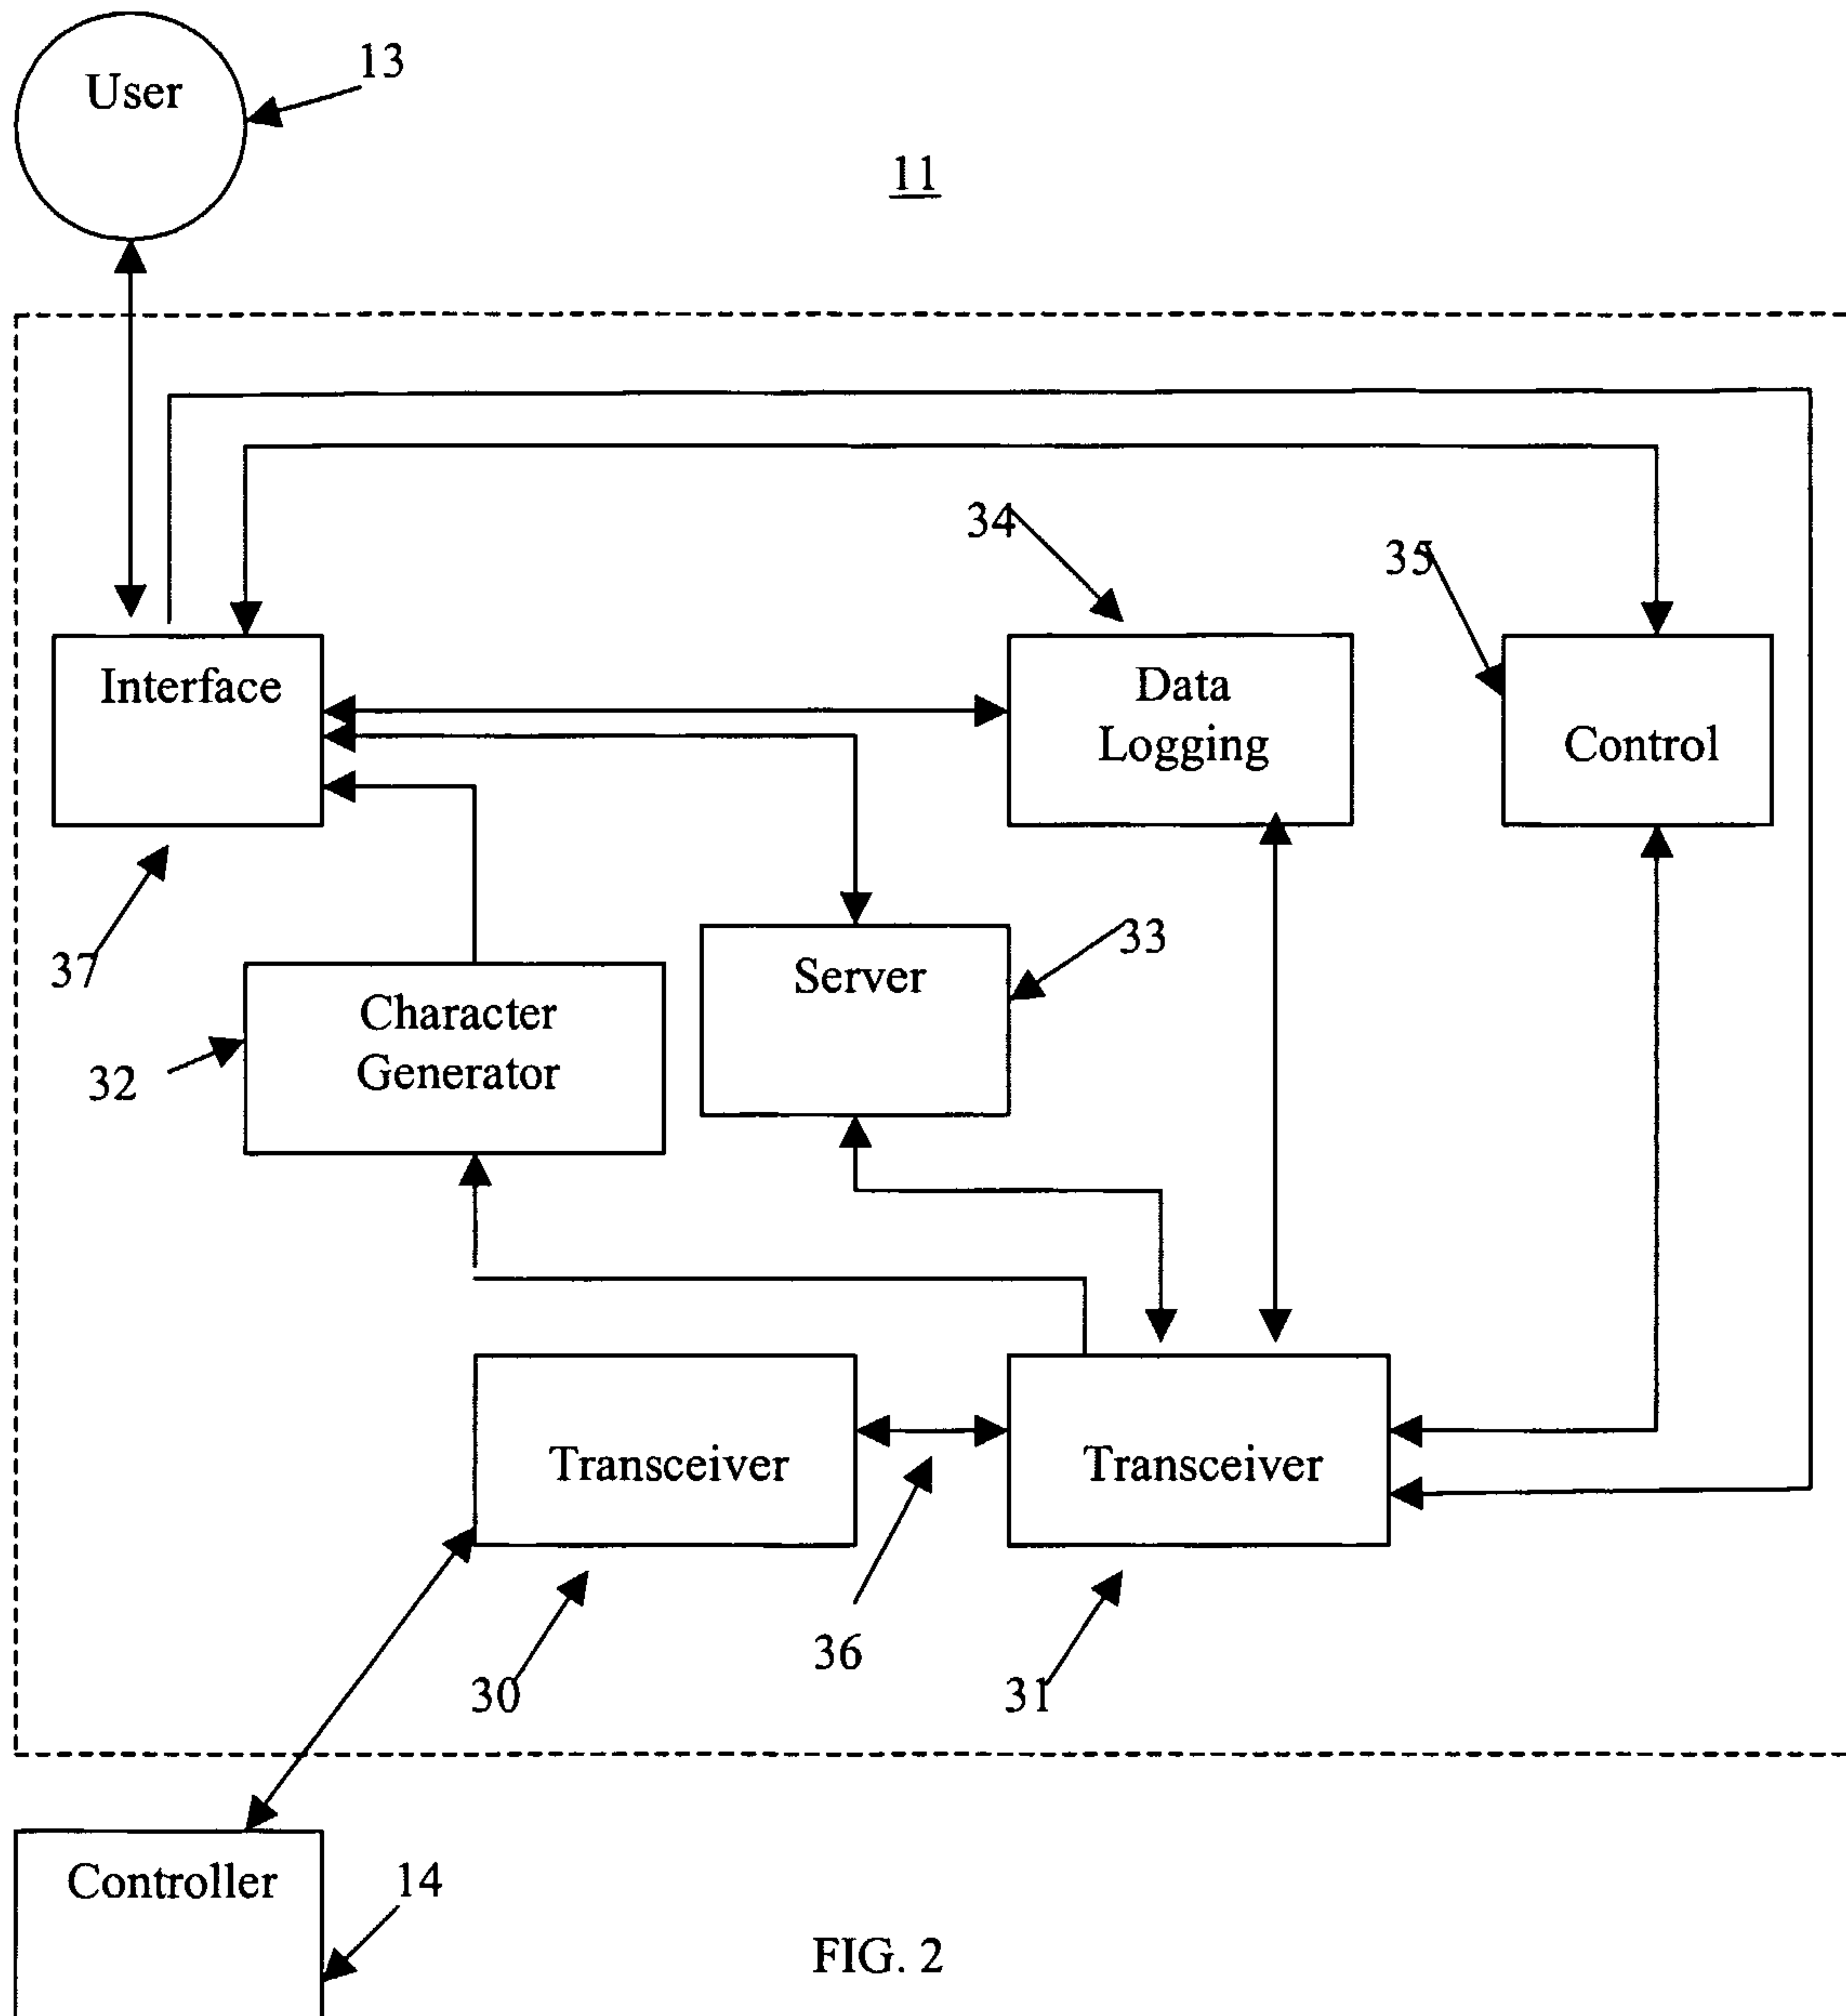 User
13
11
34
35
Interface
Data
Logging
Control
37
33
Server
Character
Generator
32
Transceiver
Transceiver
36
30
31
Controller
14
FIG. 2